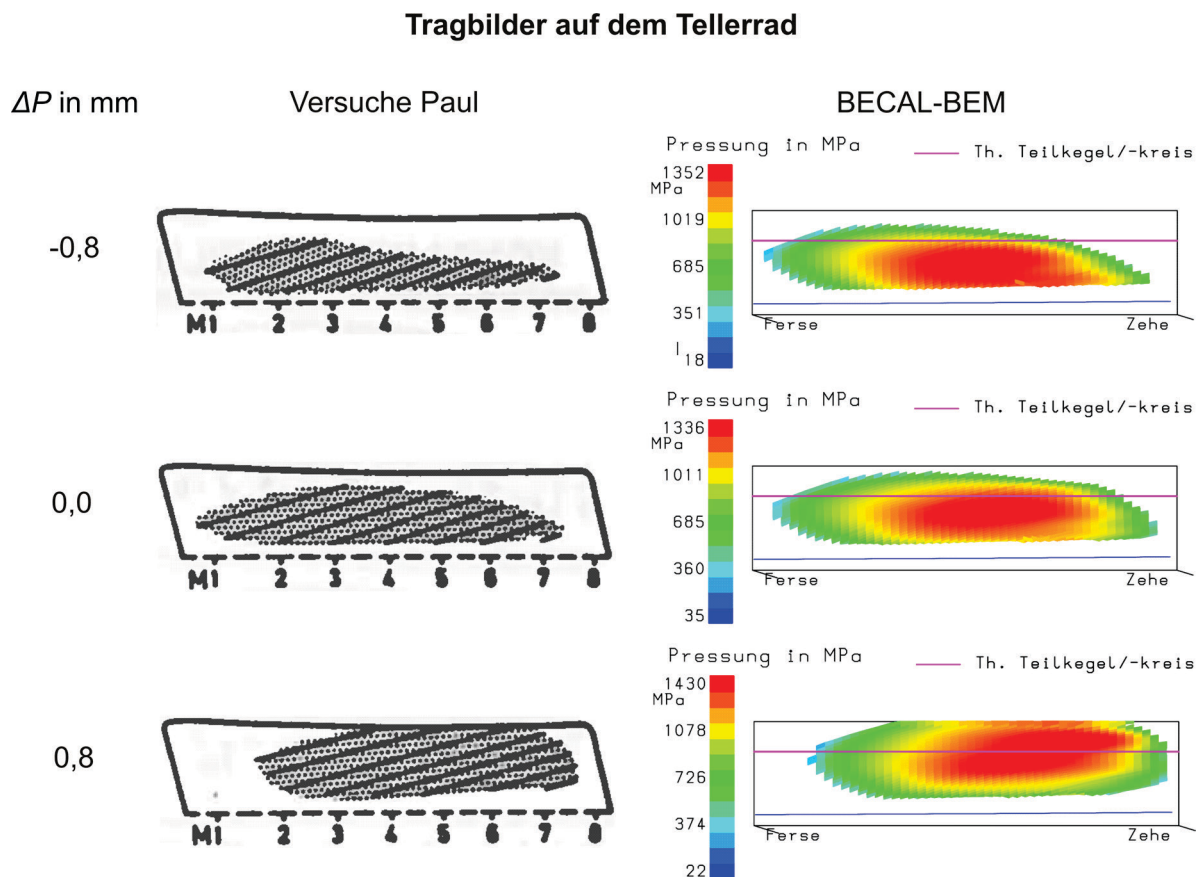 Tragbilder auf dem Tellerrad
ΔP in mm Versuche Paul BECAL-BEM
Pressung in MPa Th. Teilkegel/-kreis
1352
MPa
1019
685
351
18
-0,8
M1 2 3 4 5 6 7 8
Ferse Zehe
Pressung in MPa Th. Teilkegel/-kreis
1336
MPa
1011
685
360
35
0,0
M1 2 3 4 5 6 7 8
Ferse Zehe
Pressung in MPa Th. Teilkegel/-kreis
1430
MPa
1078
726
374
22
0,8
M1 2 3 4 5 6 7 8
Ferse Zehe